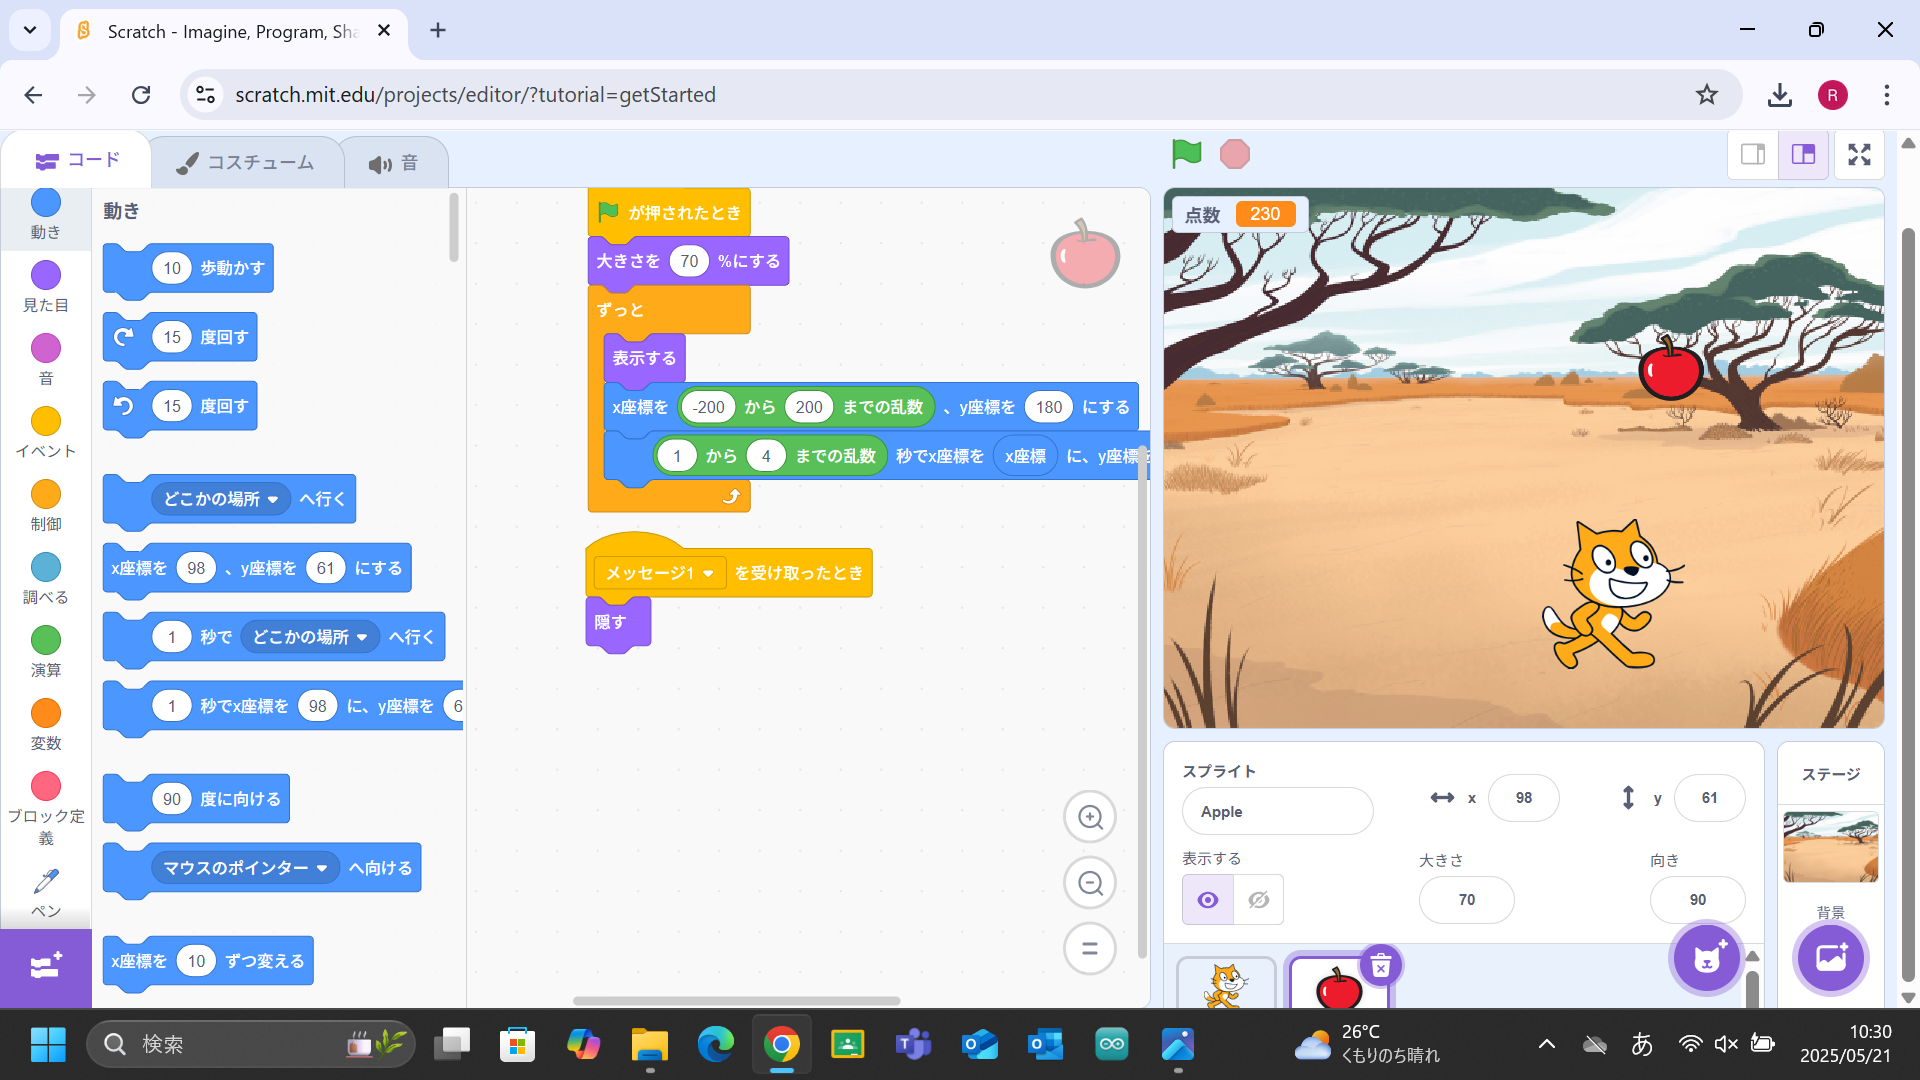 Scratch - Imagine, Program, Sha
scratch.mit.edu/projects/editor/?tutorial=getStarted
R
コード
コスチューム
音
動き
見た目
音
イベント
制御
調べる
演算
変数
ブロック定
義
ペン
動き
10 歩動かす
15 度回す
15 度回す
どこかの場所 へ行く
x座標を 98 、y座標を 61 にする
1 秒で どこかの場所 へ行く
1 秒でx座標を 98 に、y座標を 6
90 度に向ける
マウスのポインター へ向ける
x座標を 10 ずつ変える
が押されたとき
大きさを 70 %にする
ずっと
表示する
x座標を -200 から 200 までの乱数 、y座標を 180 にする
1 から 4 までの乱数 秒でx座標を x座標 に、y座標を
メッセージ1 を受け取ったとき
隠す
点数 230
スプライト
Apple
x 98
y 61
表示する
大きさ
70
向き
90
ステージ
背景
検索
26°C
くもりのち晴れ
あ
10:30
2025/05/21